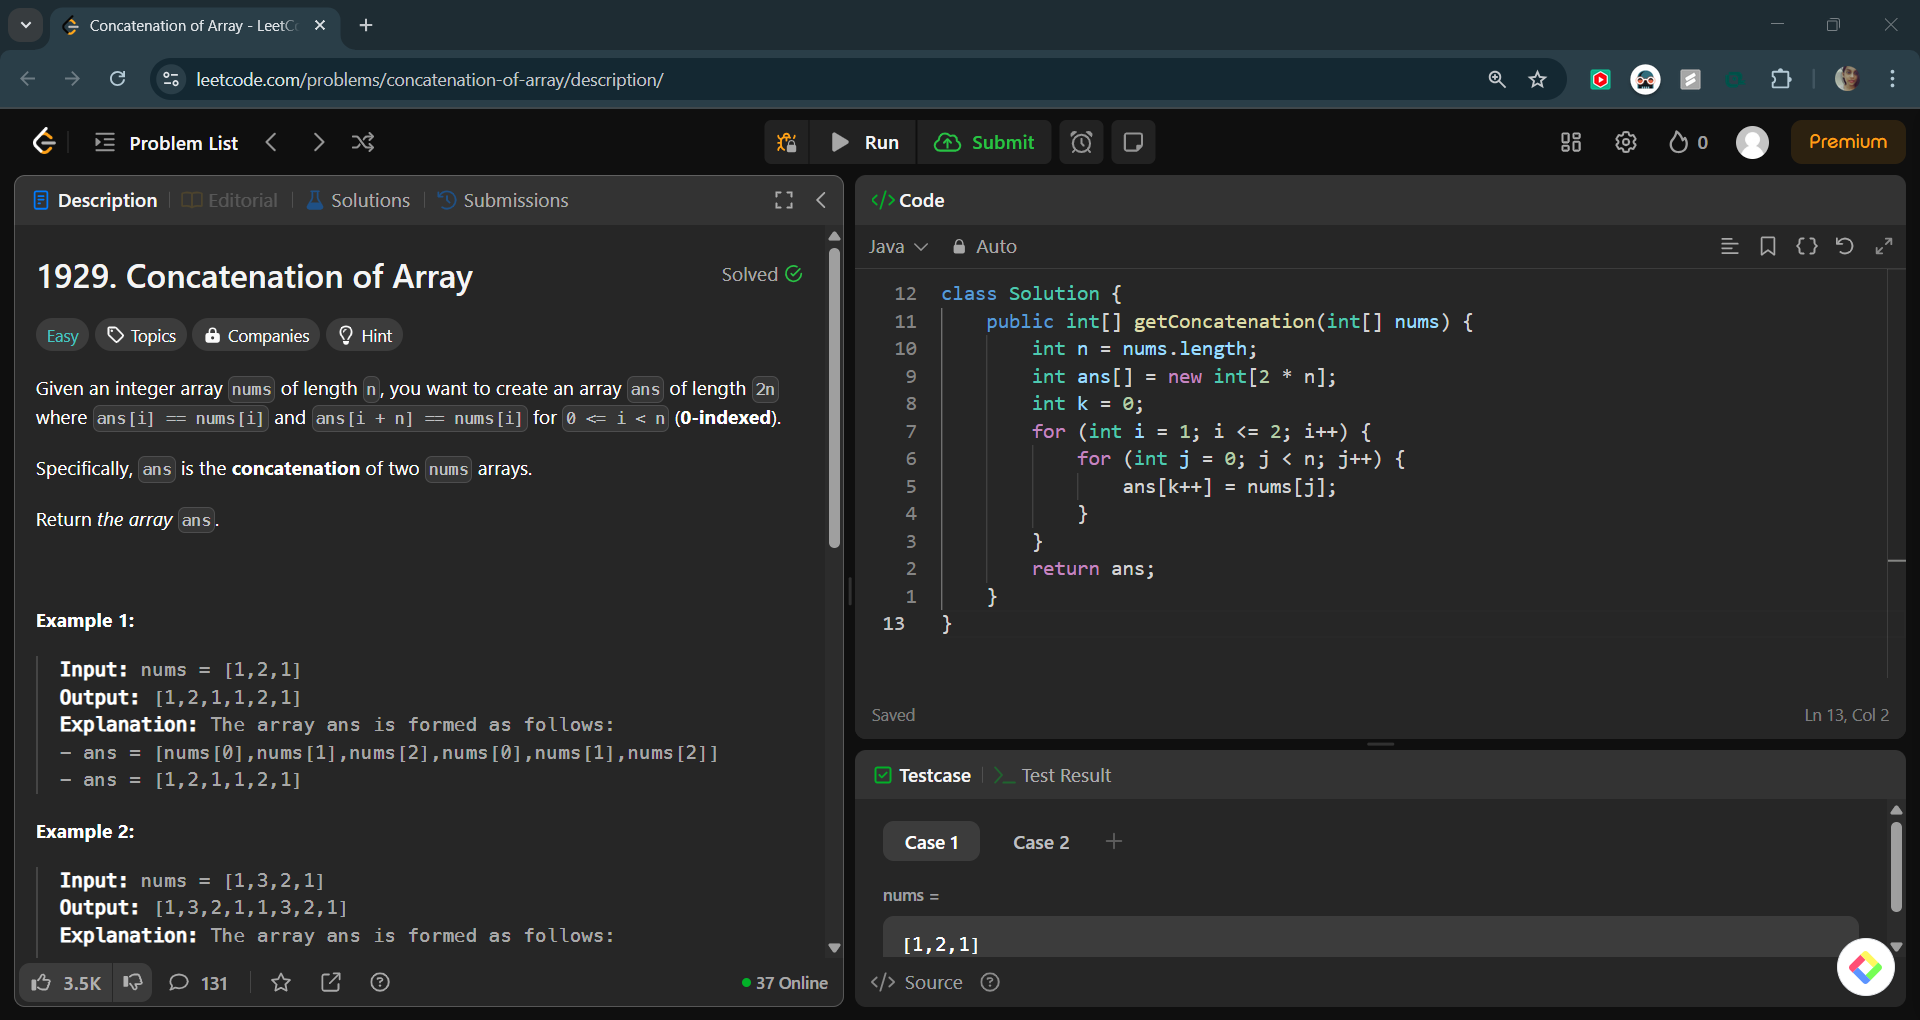 Concatenation of Array - LeetC
leetcode.com/problems/concatenation-of-array/description/
Problem List
Run
Submit
0
Premium
Description
Editorial
Solutions
Submissions
1929. Concatenation of Array
Solved
Easy
Topics
Companies
Hint
Given an integer array nums of length n, you want to create an array ans of length 2n
where ans[i] == nums[i] and ans[i + n] == nums[i] for 0 <= i < n (0-indexed).
Specifically, ans is the concatenation of two nums arrays.
Return the array ans.
Example 1:
Input: nums = [1,2,1]
Output: [1,2,1,1,2,1]
Explanation: The array ans is formed as follows:
- ans = [nums[0],nums[1],nums[2],nums[0],nums[1],nums[2]]
- ans = [1,2,1,1,2,1]
Example 2:
Input: nums = [1,3,2,1]
Output: [1,3,2,1,1,3,2,1]
Explanation: The array ans is formed as follows:
3.5K
131
37 Online
Code
Java
Auto
12 class Solution {
11 public int[] getConcatenation(int[] nums) {
10 int n = nums.length;
9 int ans[] = new int[2 * n];
8 int k = 0;
7 for (int i = 1; i <= 2; i++) {
6 for (int j = 0; j < n; j++) {
5 ans[k++] = nums[j];
4 }
3 }
2 return ans;
1 }
13 }
Saved
Ln 13, Col 2
Testcase
Test Result
Case 1
Case 2
nums =
[1,2,1]
Source